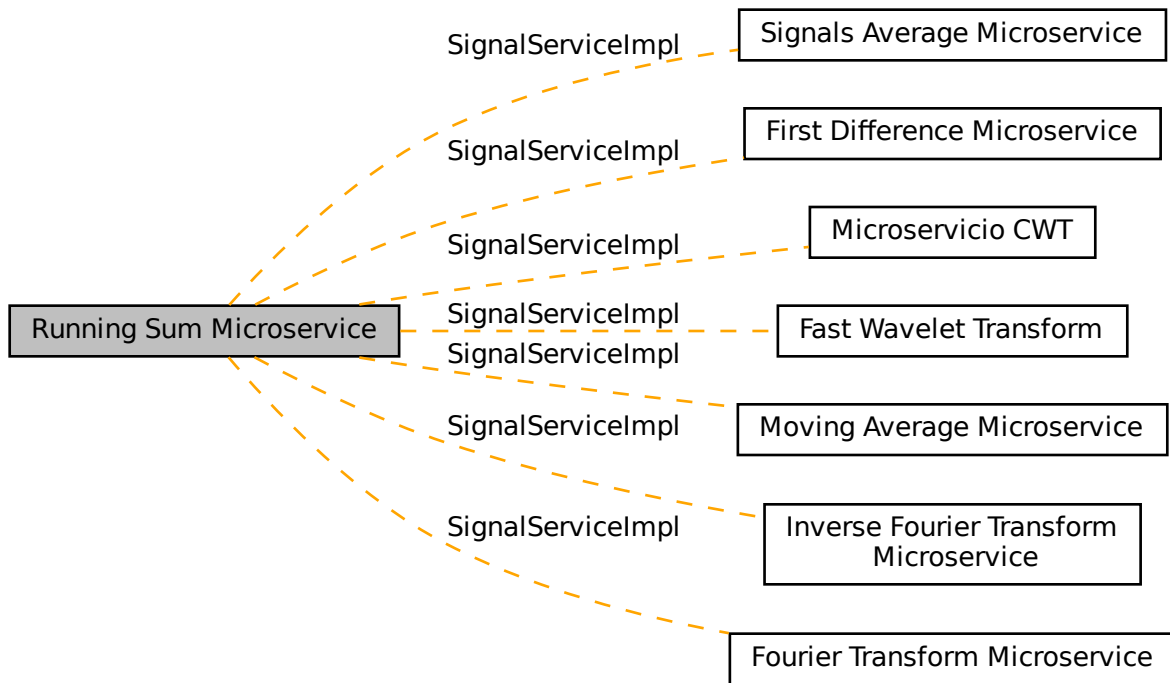 SignalServiceImpl
Signals Average Microservice
SignalServiceImpl
First Difference Microservice
SignalServiceImpl
Microservicio CWT
Running Sum Microservice
SignalServiceImpl
Fast Wavelet Transform
SignalServiceImpl
Moving Average Microservice
SignalServiceImpl
Inverse Fourier Transform
Microservice
SignalServiceImpl
Fourier Transform Microservice